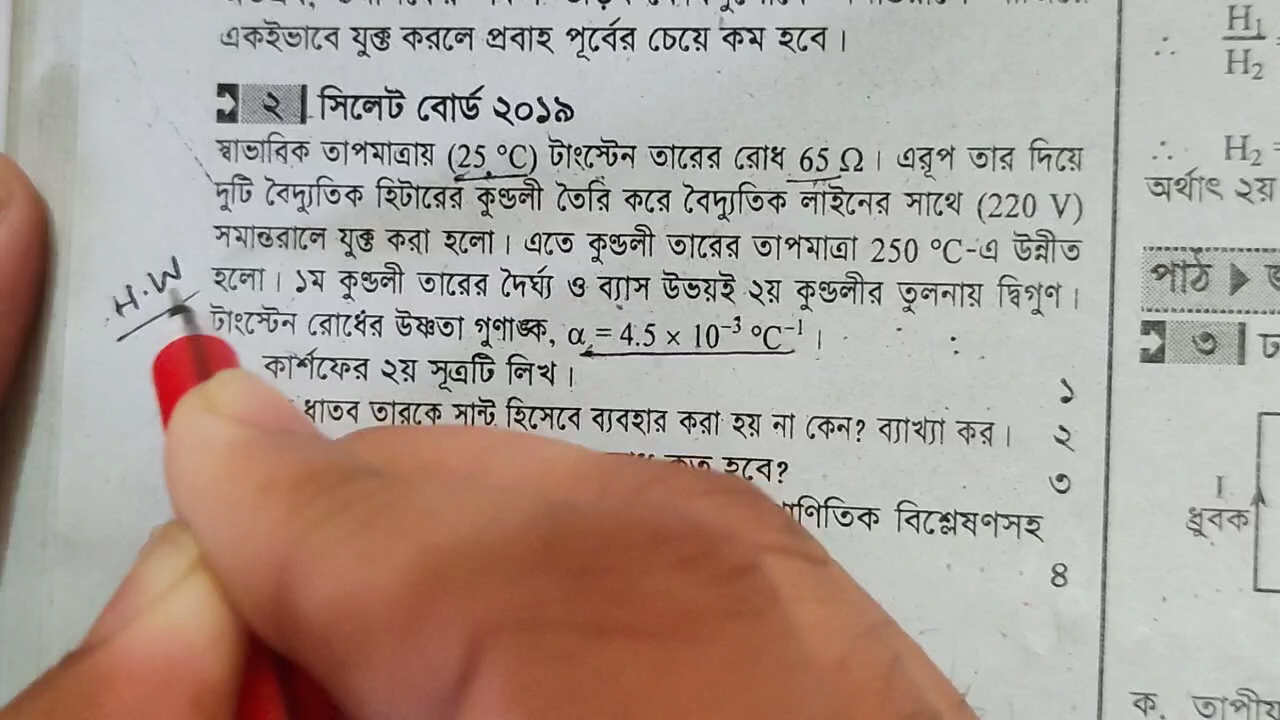 একইভাবে যুক্ত করলে প্রবাহ পূর্বের চেয়ে কম হবে।
২ সিলেট বোর্ড ২০১৯
স্বাভাবিক তাপমাত্রায় (25 °C) টাংস্টেন তারের রোধ 65 Ω। এরূপ তার দিয়ে
দুটি বৈদ্যুতিক হিটারের কুণ্ডলী তৈরি করে বৈদ্যুতিক লাইনের সাথে (220 V)
সমান্তরালে যুক্ত করা হলো। এতে কুণ্ডলী তারের তাপমাত্রা 250 °C-এ উন্নীত
হলো। ১ম কুণ্ডলী তারের দৈর্ঘ্য ও ব্যাস উভয়ই ২য় কুণ্ডলীর তুলনায় দ্বিগুণ।
টাংস্টেন রোধের উষ্ণতা গুণাঙ্ক, α = 4.5 × 10⁻³ °C⁻¹।
H.W
কার্শফের ২য় সূত্রটি লিখ। ১
ধাতব তারকে সান্ট হিসেবে ব্যবহার করা হয় না কেন? ব্যাখ্যা কর। ২
হবে? ৩
বিশ্লেষণসহ
৪
H₁
H₂
∴
∴ H₂ =
অর্থাৎ ২য়
পাঠ
৩
I
ধ্রুবক
ক. তাপীয়